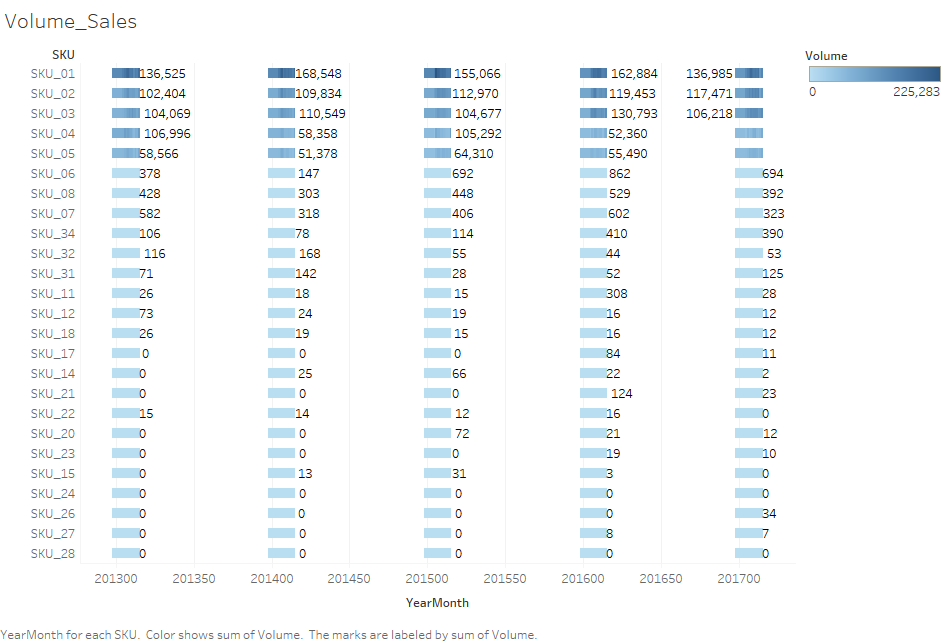 Volume_Sales
SKU
Volume
0 225,283
SKU_01 136,525 168,548 155,066 162,884 136,985
SKU_02 102,404 109,834 112,970 119,453 117,471
SKU_03 104,069 110,549 104,677 130,793 106,218
SKU_04 106,996 58,358 105,292 52,360
SKU_05 58,566 51,378 64,310 55,490
SKU_06 378 147 692 862 694
SKU_08 428 303 448 529 392
SKU_07 582 318 406 602 323
SKU_34 106 78 114 410 390
SKU_32 116 168 55 44 53
SKU_31 71 142 28 52 125
SKU_11 26 18 15 308 28
SKU_12 73 24 19 16 12
SKU_18 26 19 15 16 12
SKU_17 0 0 0 84 11
SKU_14 0 25 66 22 2
SKU_21 0 0 0 124 23
SKU_22 15 14 12 16 0
SKU_20 0 0 72 21 12
SKU_23 0 0 0 19 10
SKU_15 0 13 31 3 0
SKU_24 0 0 0 0 0
SKU_26 0 0 0 0 34
SKU_27 0 0 0 8 7
SKU_28 0 0 0 0 0
201300 201350 201400 201450 201500 201550 201600 201650 201700
YearMonth
YearMonth for each SKU. Color shows sum of Volume. The marks are labeled by sum of Volume.